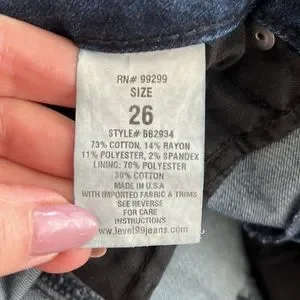 RN# 99299
SIZE
26
STYLE# BB2934
73% COTTON, 14% RAYON
11% POLYESTER, 2% SPANDEX
LINING: 70% POLYESTER
30% COTTON
MADE IN U.S.A
WITH IMPORTED FABRIC & TRIMS
SEE REVERSE
FOR CARE
INSTRUCTIONS
www.level99jeans.com